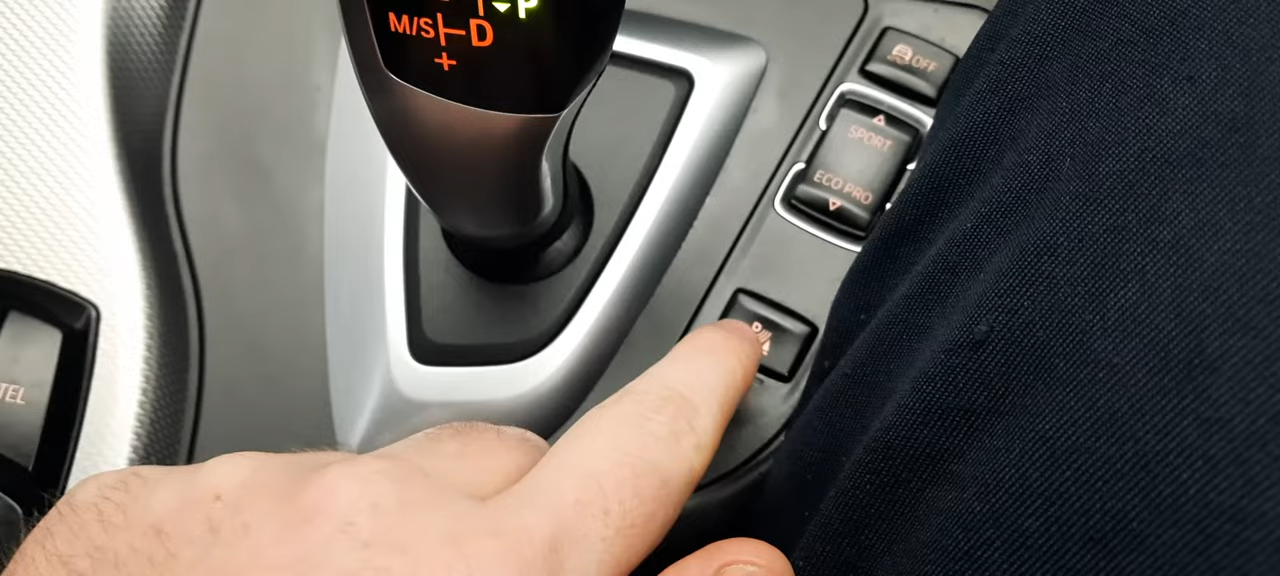 P
M/S D
+
OFF
SPORT
ECO PRO
TEL
P